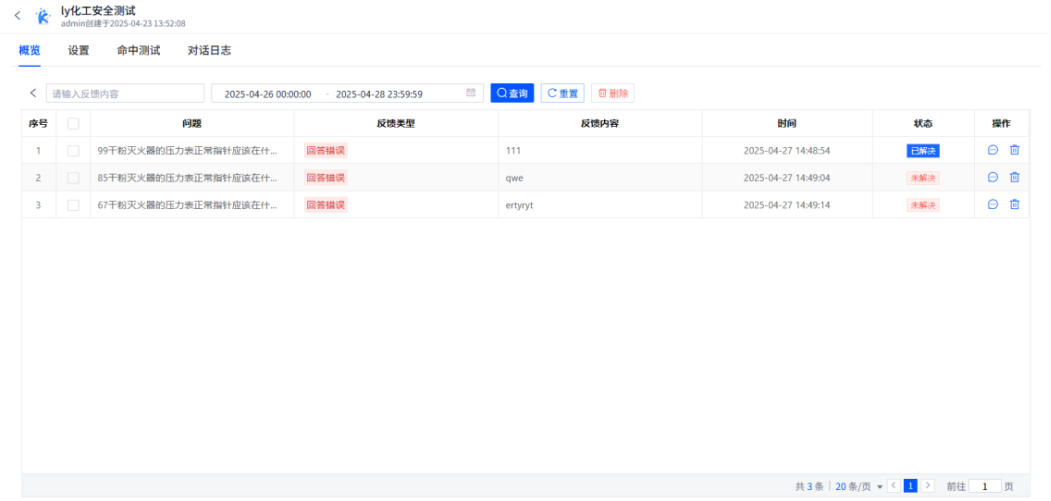 ly化工安全测试
admin创建于2025-04-23 13:52:08
概览 设置 命中测试 对话日志
请输入反馈内容 2025-04-26 00:00:00 - 2025-04-28 23:59:59 查询 重置 删除
序号 问题 反馈类型 反馈内容 时间 状态 操作
1 99干粉灭火器的压力表正常指针应该在什... 回答错误 111 2025-04-27 14:48:54 已解决
2 85干粉灭火器的压力表正常指针应该在什... 回答错误 qwe 2025-04-27 14:49:04 未解决
3 67干粉灭火器的压力表正常指针应该在什... 回答错误 ertyryt 2025-04-27 14:49:14 未解决
共 3 条 20 条/页 1 前往 1 页